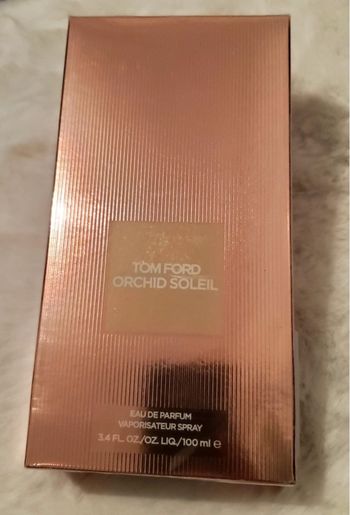 TOM FORD
ORCHID SOLEIL
EAU DE PARFUM
VAPORISATEUR SPRAY
3.4 FL. OZ./OZ. LIQ./100 ml ℮